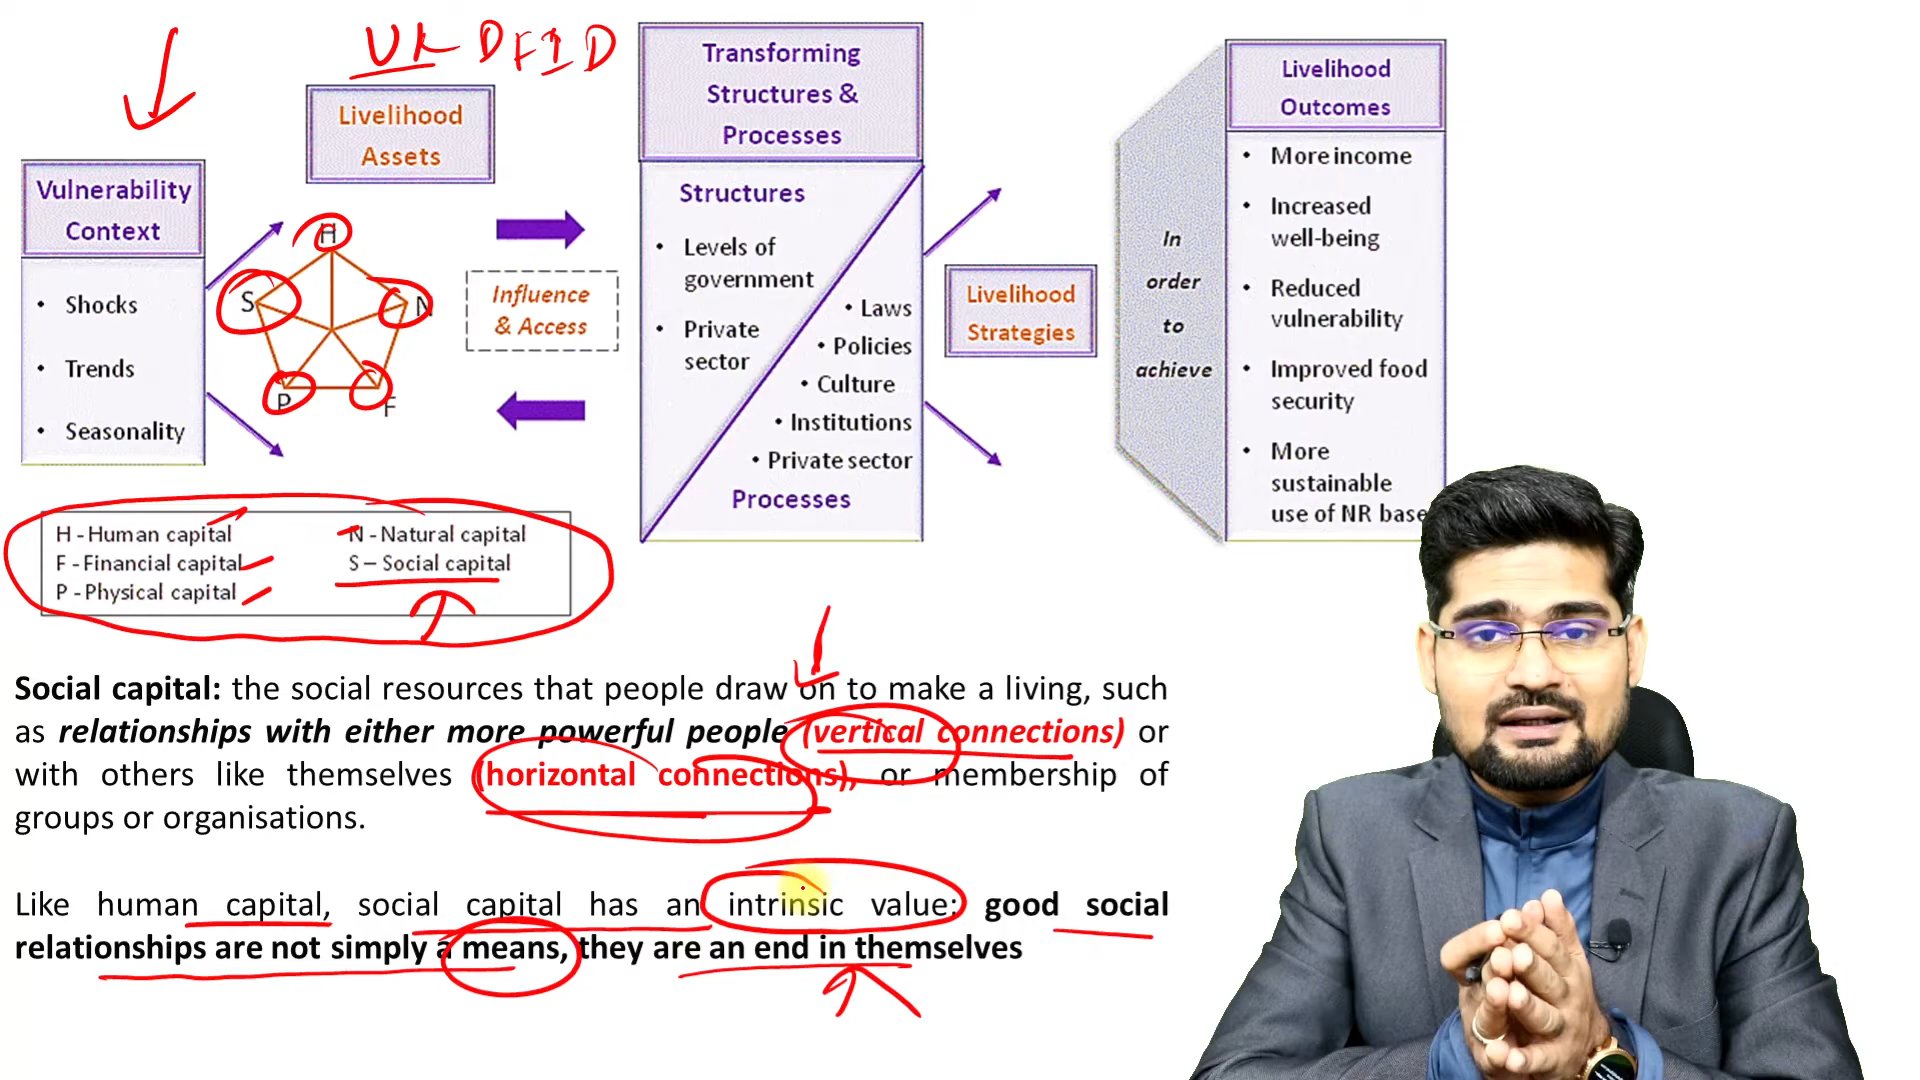 UK DFID
Livelihood
Assets
Vulnerability
Context
• Shocks
• Trends
• Seasonality
H
S
N
P
F
Influence
& Access
Transforming
Structures &
Processes
Structures
• Levels of
government
• Private
sector
• Laws
• Policies
• Culture
• Institutions
• Private sector
Processes
Livelihood
Strategies
In
order
to
achieve
Livelihood
Outcomes
• More income
• Increased
well-being
• Reduced
vulnerability
• Improved food
security
• More
sustainable
use of NR base
H - Human capital
N - Natural capital
F - Financial capital
S – Social capital
P - Physical capital
Social capital: the social resources that people draw on to make a living, such
as relationships with either more powerful people (vertical connections) or
with others like themselves (horizontal connections), or membership of
groups or organisations.
Like human capital, social capital has an intrinsic value; good social
relationships are not simply a means, they are an end in themselves